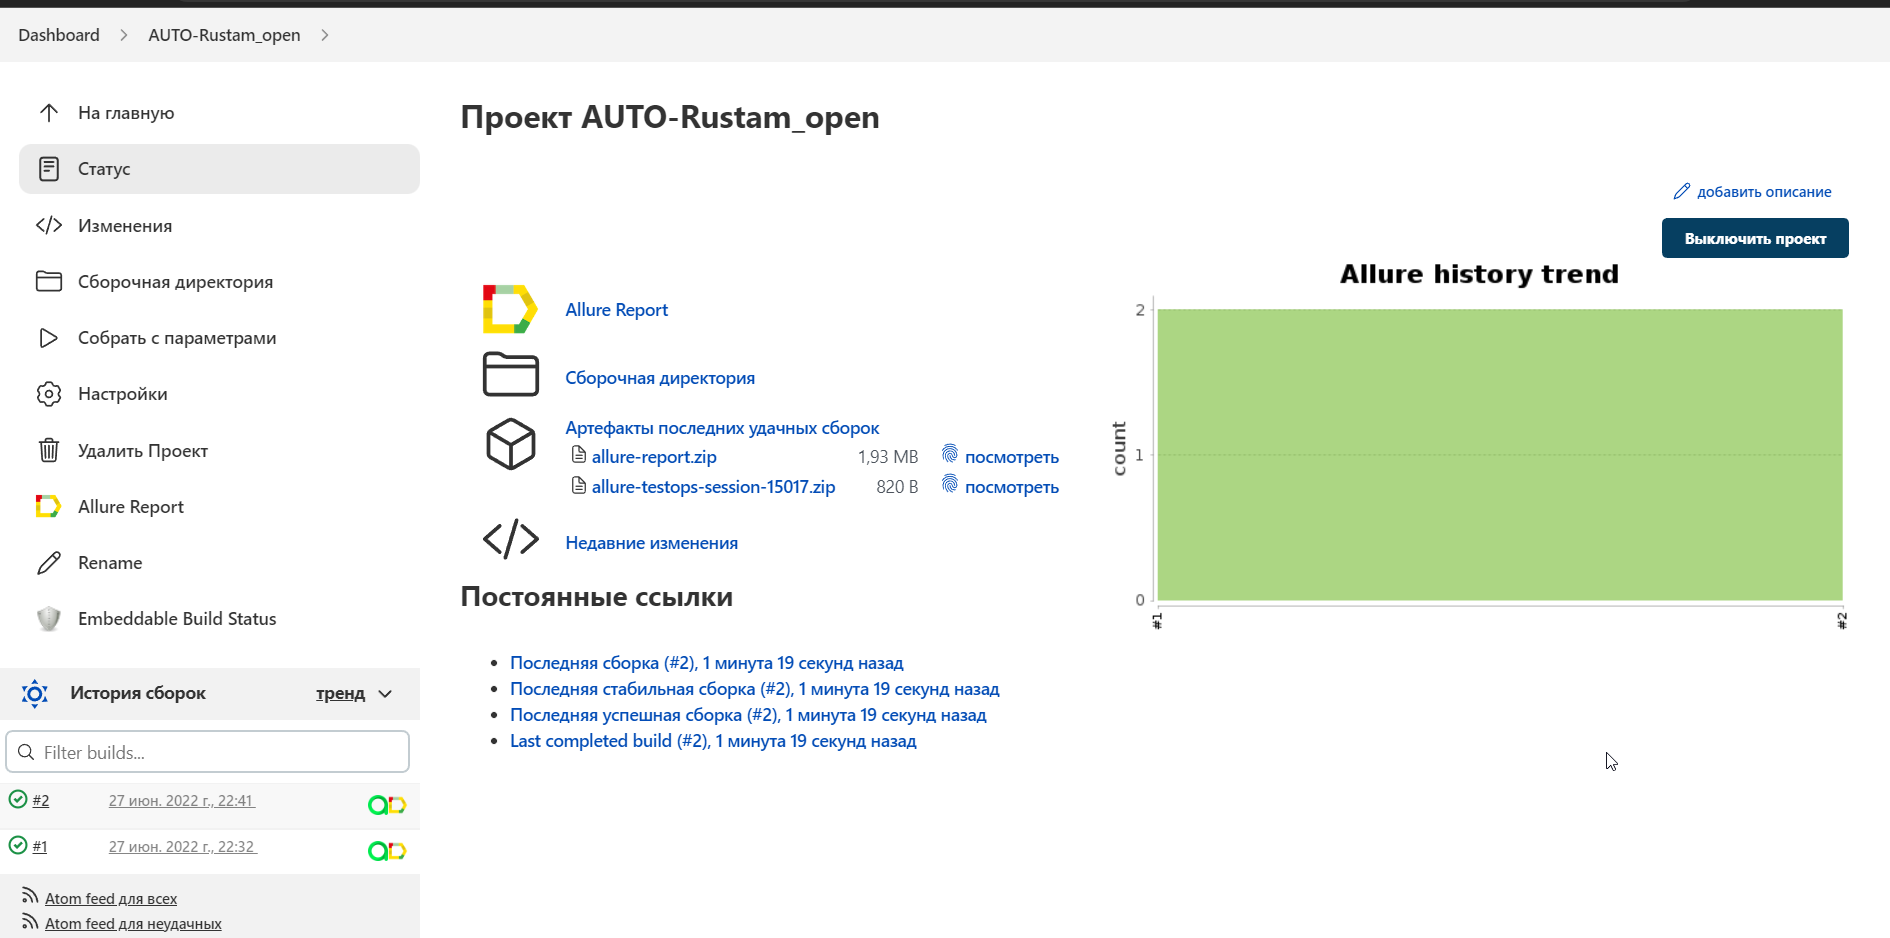 Dashboard
AUTO-Rustam_open
На главную
Статус
Изменения
Сборочная директория
Собрать с параметрами
Настройки
Удалить Проект
Allure Report
Rename
Embeddable Build Status
История сборок
тренд
Filter builds...
#2
27 июн. 2022 г., 22:41
#1
27 июн. 2022 г., 22:32
Atom feed для всех
Atom feed для неудачных
Проект AUTO-Rustam_open
добавить описание
Выключить проект
Allure Report
Сборочная директория
Артефакты последних удачных сборок
allure-report.zip 1,93 MB посмотреть
allure-testops-session-15017.zip 820 B посмотреть
Недавние изменения
Постоянные ссылки
Последняя сборка (#2), 1 минута 19 секунд назад
Последняя стабильная сборка (#2), 1 минута 19 секунд назад
Последняя успешная сборка (#2), 1 минута 19 секунд назад
Last completed build (#2), 1 минута 19 секунд назад
Allure history trend
count
2
1
0
#1
#2